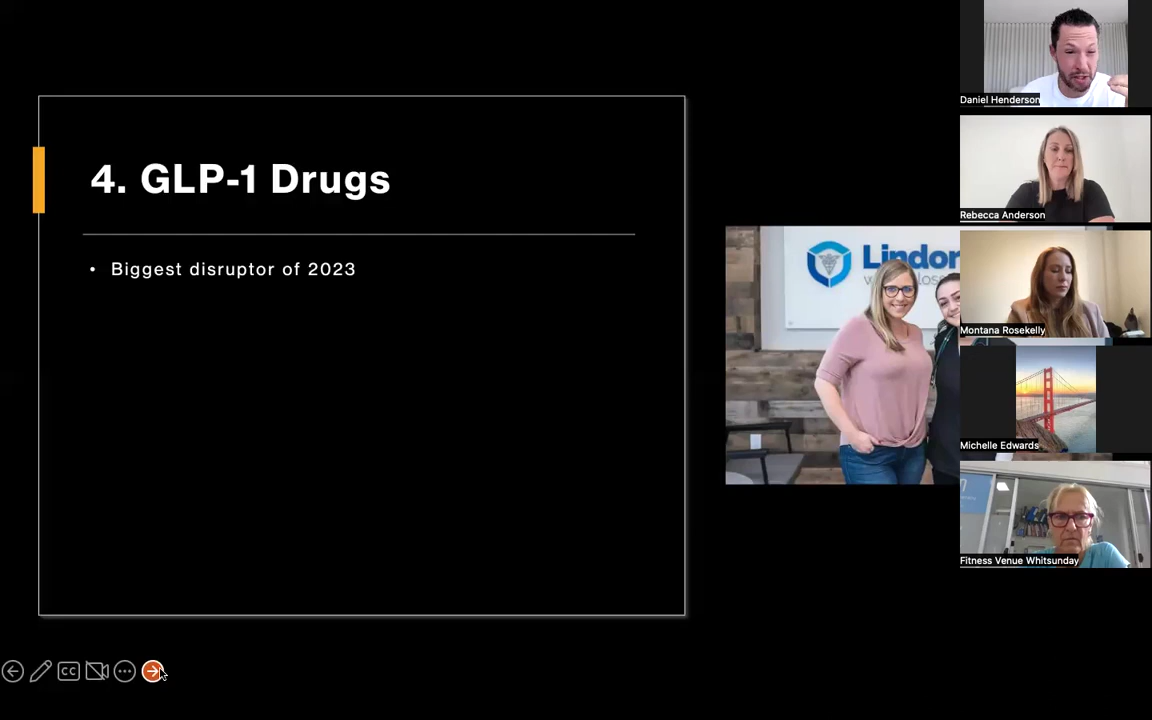 4. GLP-1 Drugs
• Biggest disruptor of 2023
Lindor
CC
Daniel Henderson
Rebecca Anderson
Montana Rosekelly
Michelle Edwards
Fitness Venue Whitsunday